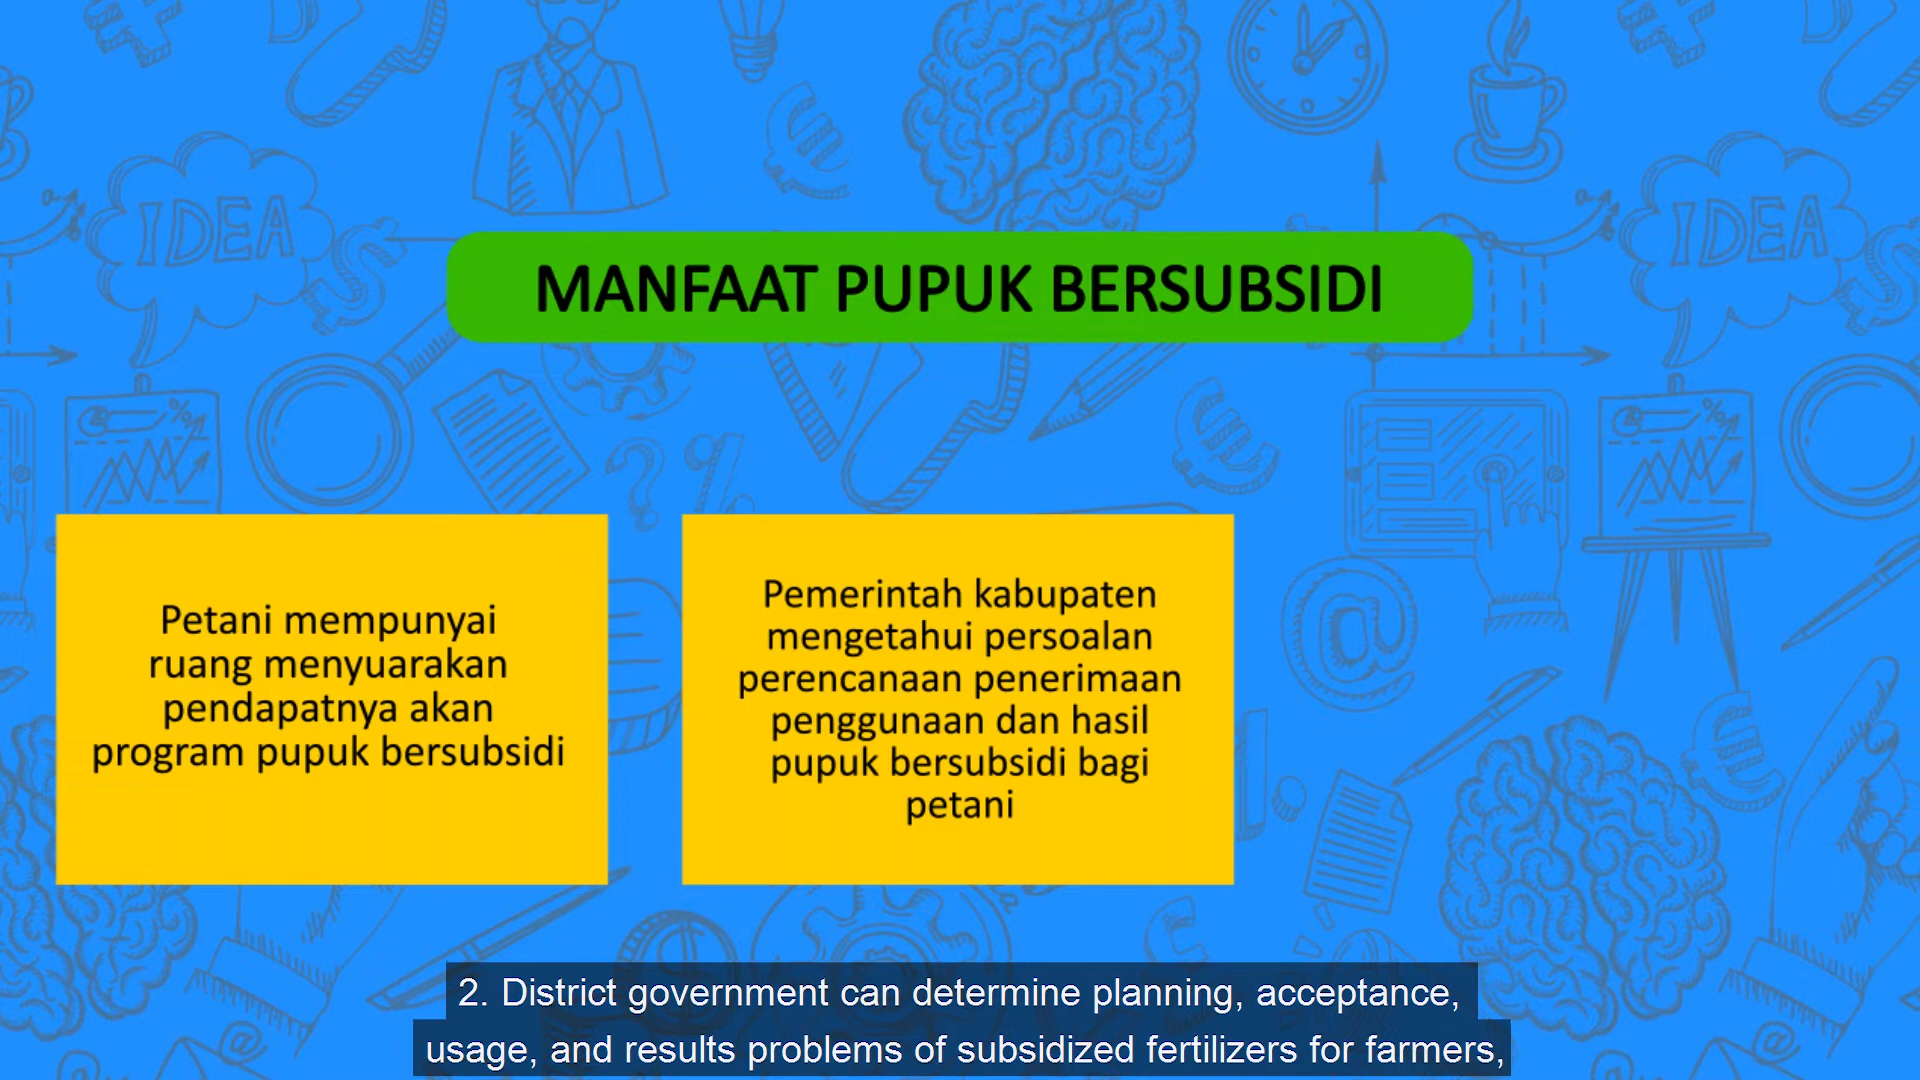 IDEA
IDEA
MANFAAT PUPUK BERSUBSIDI
Petani mempunyai
ruang menyuarakan
pendapatnya akan
program pupuk bersubsidi
Pemerintah kabupaten
mengetahui persoalan
perencanaan penerimaan
penggunaan dan hasil
pupuk bersubsidi bagi
petani
2. District government can determine planning, acceptance,
usage, and results problems of subsidized fertilizers for farmers,